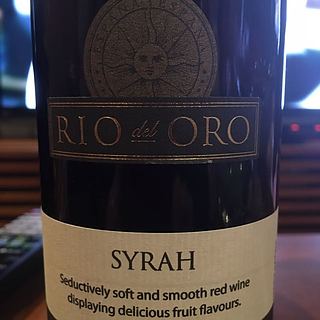 RIO del ORO
SYRAH
Seductively soft and smooth red wine
displaying delicious fruit flavours.